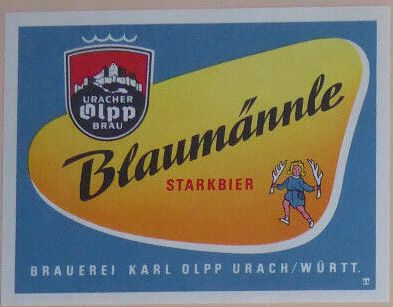 URACHER
Olpp
BRÄU
Blaumännle
STARKBIER
BRAUEREI KARL OLPP URACH/WÜRTT.